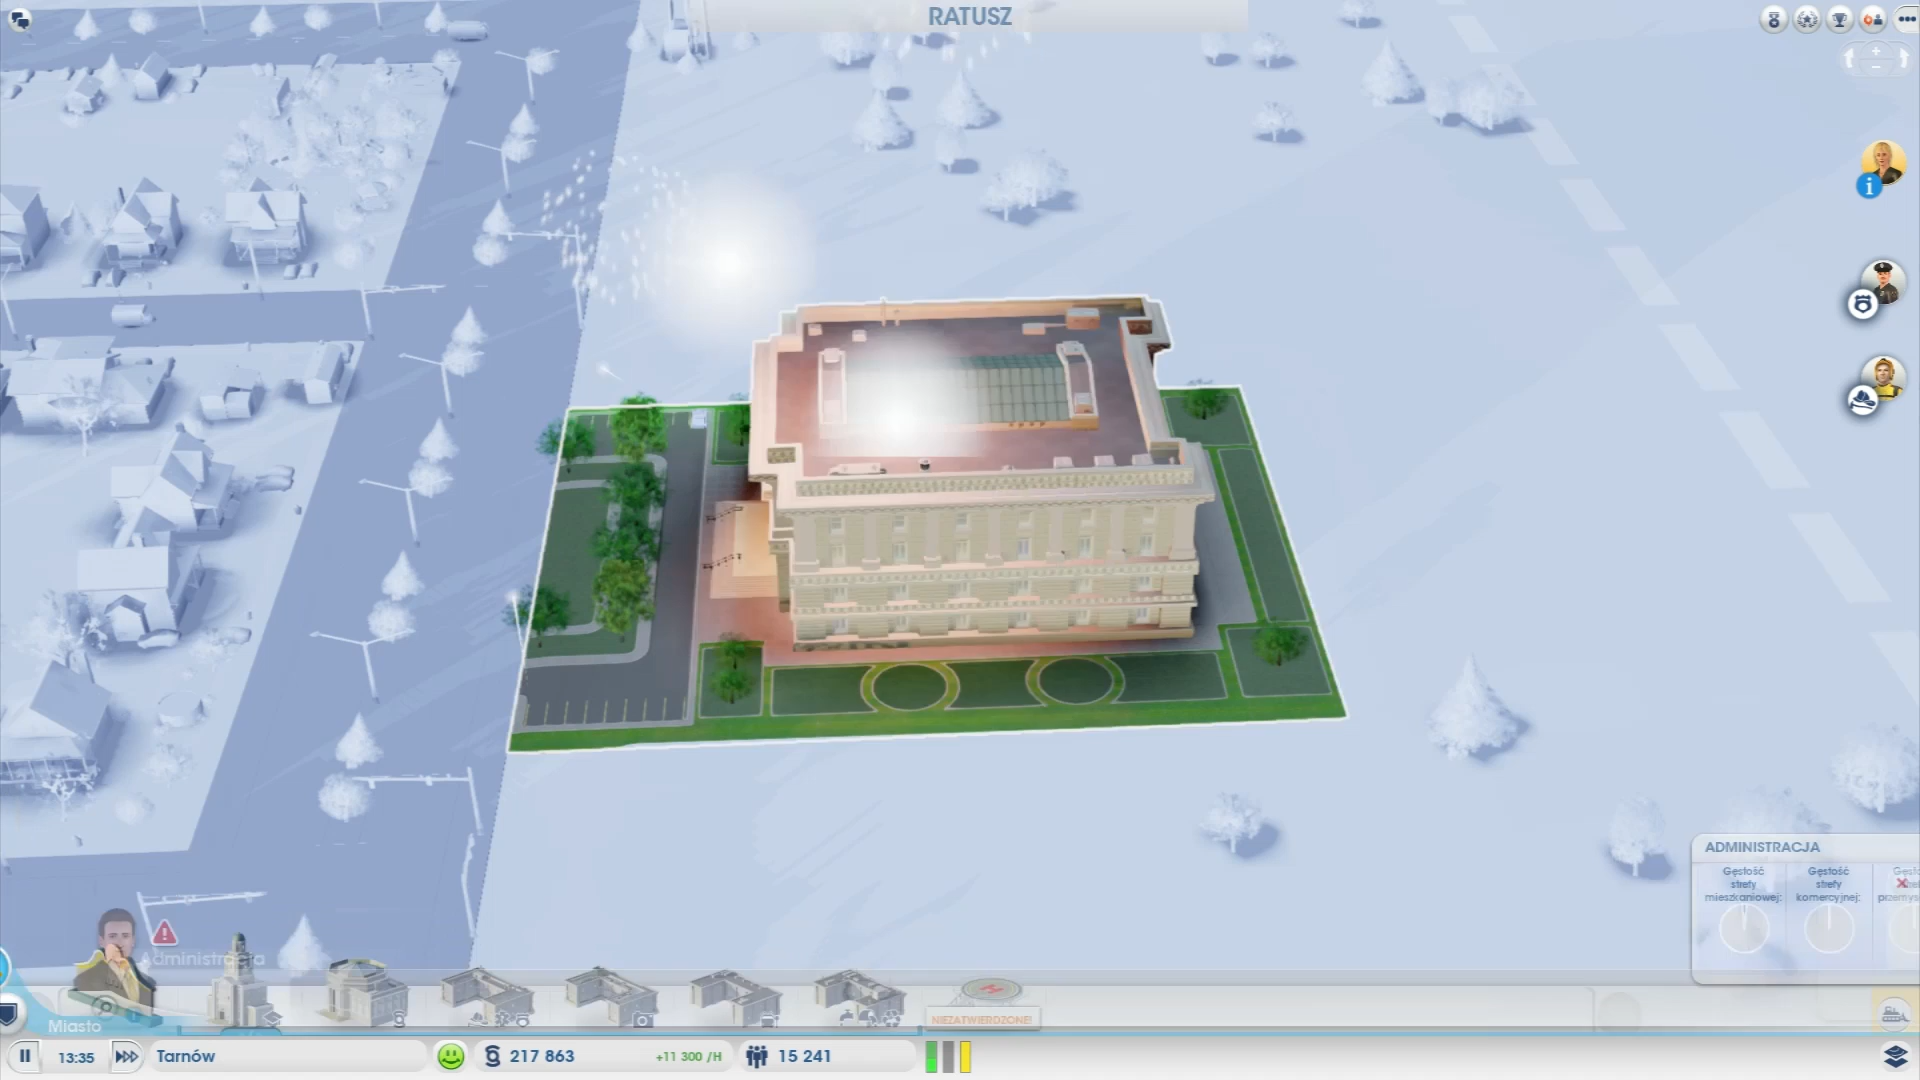 RATUSZ
ADMINISTRACJA
Gęstość strefy mieszkaniowej:
Gęstość strefy komercyjnej:
Administracja
NIEZATWIERDZONE!
Miasto
13:35
Tarnów
217 863
+11 300 /H
15 241